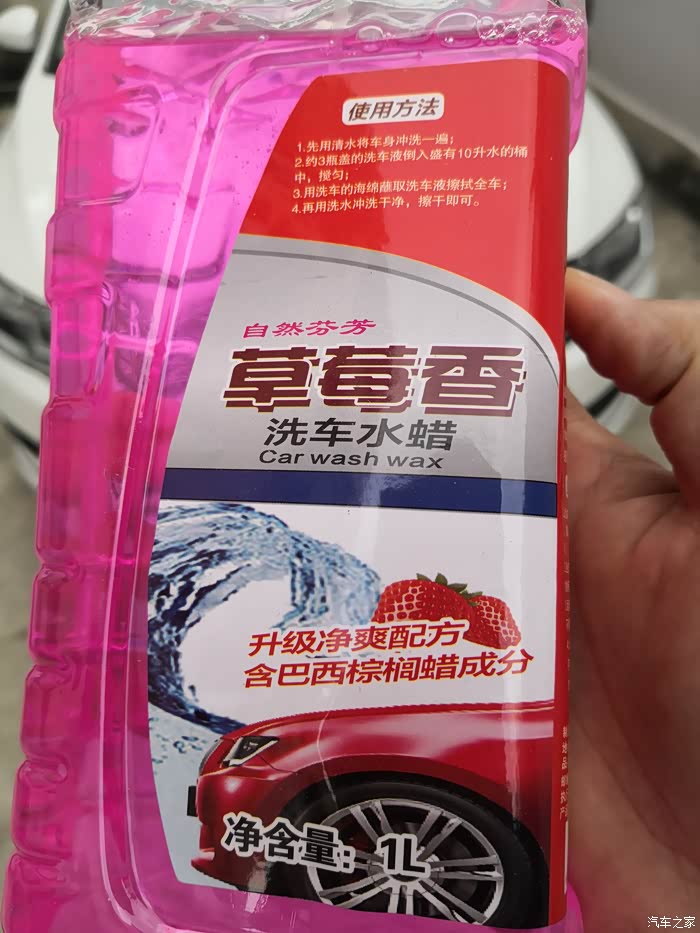 使用方法
1.先用清水将车身冲洗一遍；
2.约3瓶盖的洗车液倒入盛有10升水的桶
中，搅匀；
3.用洗车的海绵蘸取洗车液擦拭全车；
4.再用洗水冲洗干净，擦干即可。
自然芬芳
草莓香
洗车水蜡
Car wash wax
升级净爽配方
含巴西棕榈蜡成分
净含量：1L
汽车之家